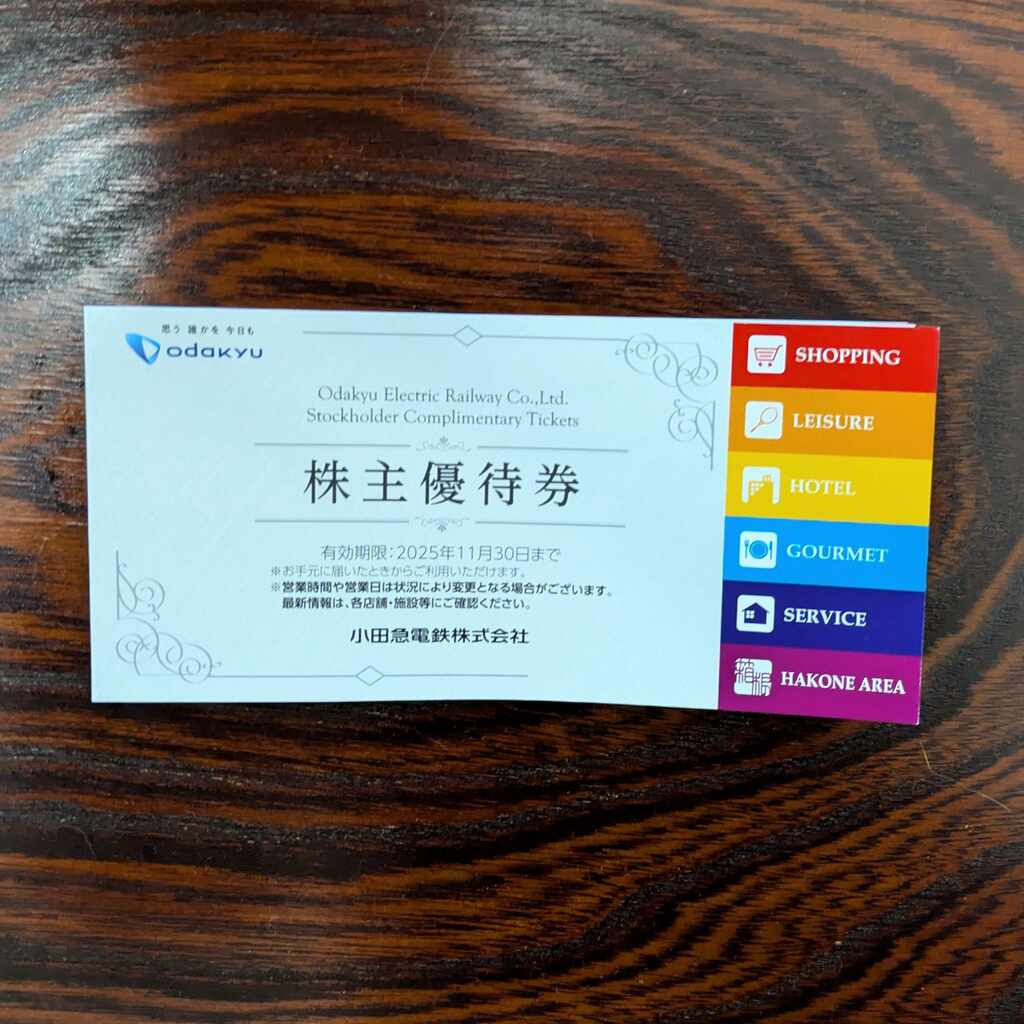 思う 誰かを 今日も
odakyu
Odakyu Electric Railway Co.,Ltd.
Stockholder Complimentary Tickets
株主優待券
有効期限：2025年11月30日まで
※お手元に届いたときからご利用いただけます。
※営業時間や営業日は状況により変更となる場合がございます。
最新情報は、各店舗・施設等にご確認ください。
小田急電鉄株式会社
SHOPPING
LEISURE
HOTEL
GOURMET
SERVICE
箱根
HAKONE AREA